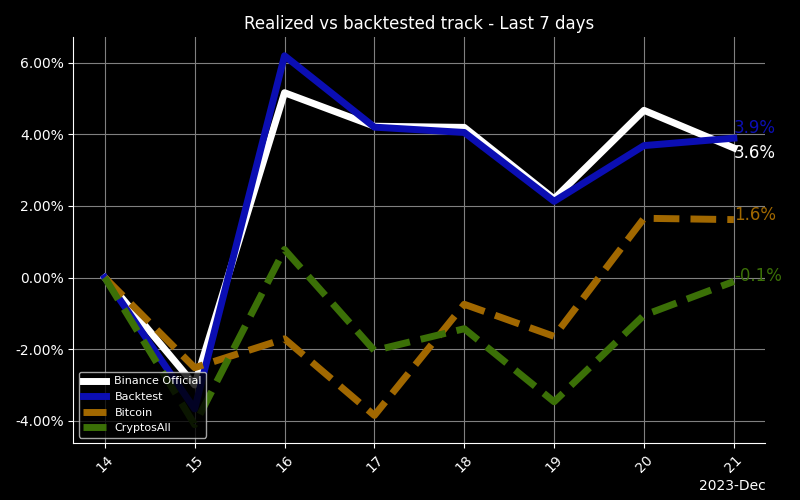 Realized vs backtested track - Last 7 days
6.00%
4.00%
2.00%
0.00%
-2.00%
-4.00%
3.9%
3.6%
1.6%
-0.1%
Binance Official
Backtest
Bitcoin
CryptosAll
14 15 16 17 18 19 20 21
2023-Dec